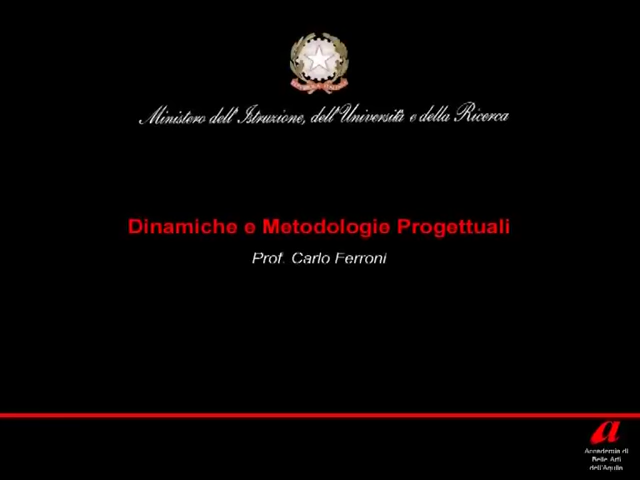 Ministero dell'Istruzione, dell'Università e della Ricerca
Dinamiche e Metodologie Progettuali
Prof. Carlo Ferroni
a
Accademia di
Belle Arti
dell'Aquila